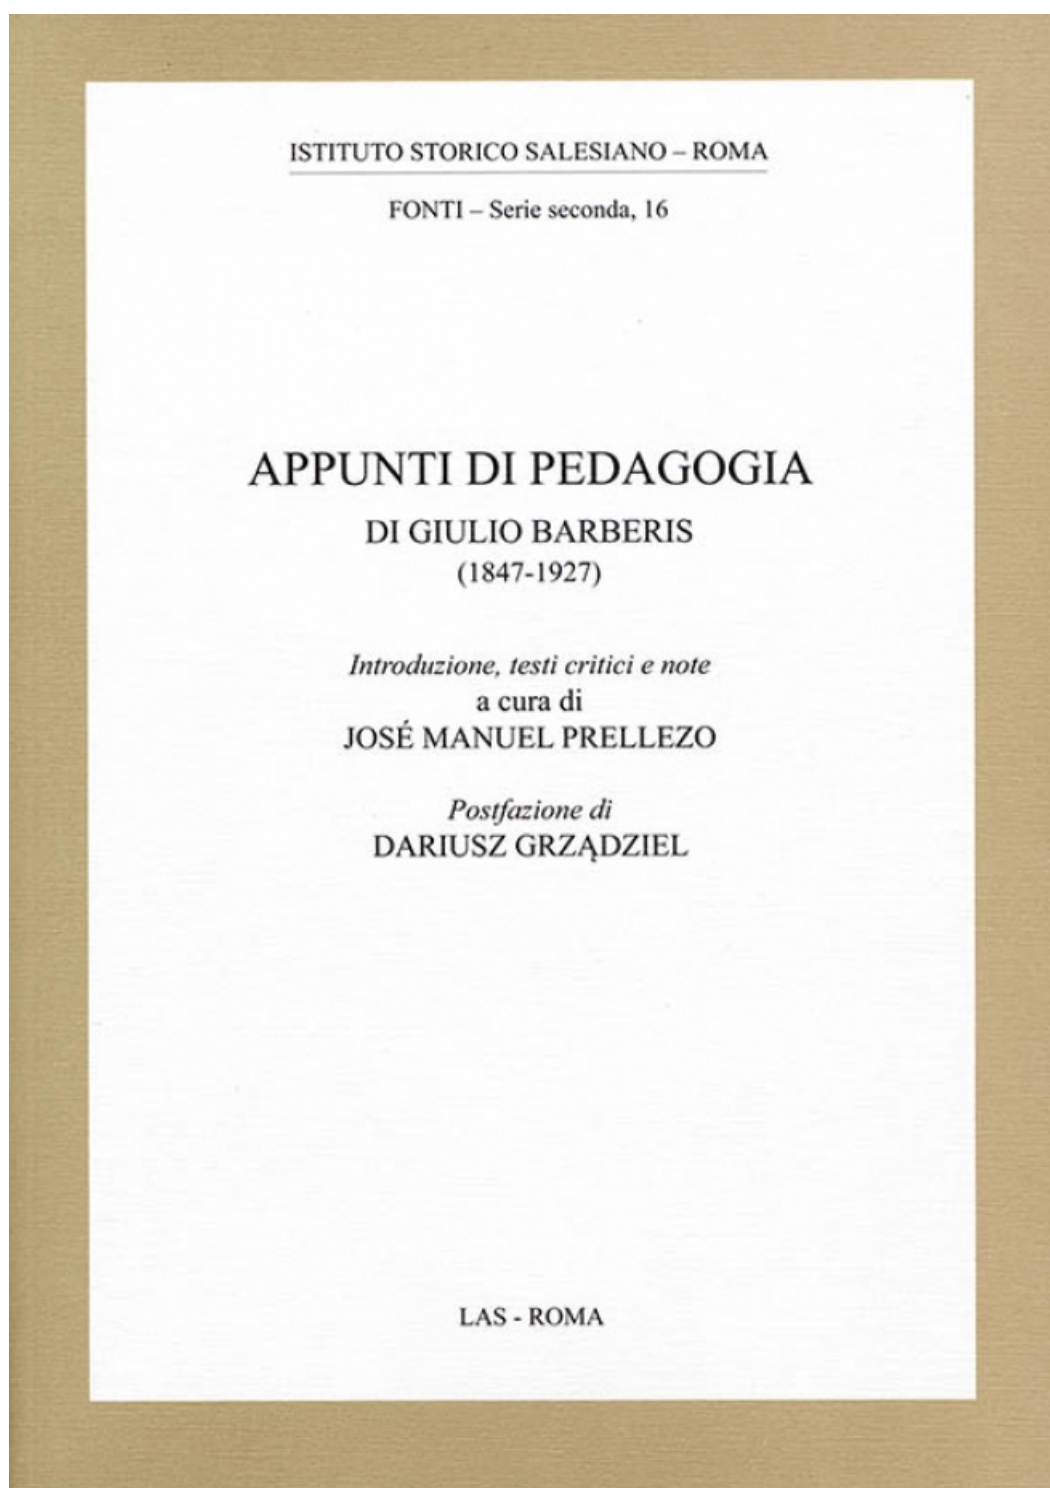 ISTITUTO STORICO SALESIANO – ROMA
FONTI – Serie seconda, 16
APPUNTI DI PEDAGOGIA
DI GIULIO BARBERIS
(1847-1927)
Introduzione, testi critici e note
a cura di
JOSÉ MANUEL PRELLEZO
Postfazione di
DARIUSZ GRZĄDZIEL
LAS - ROMA